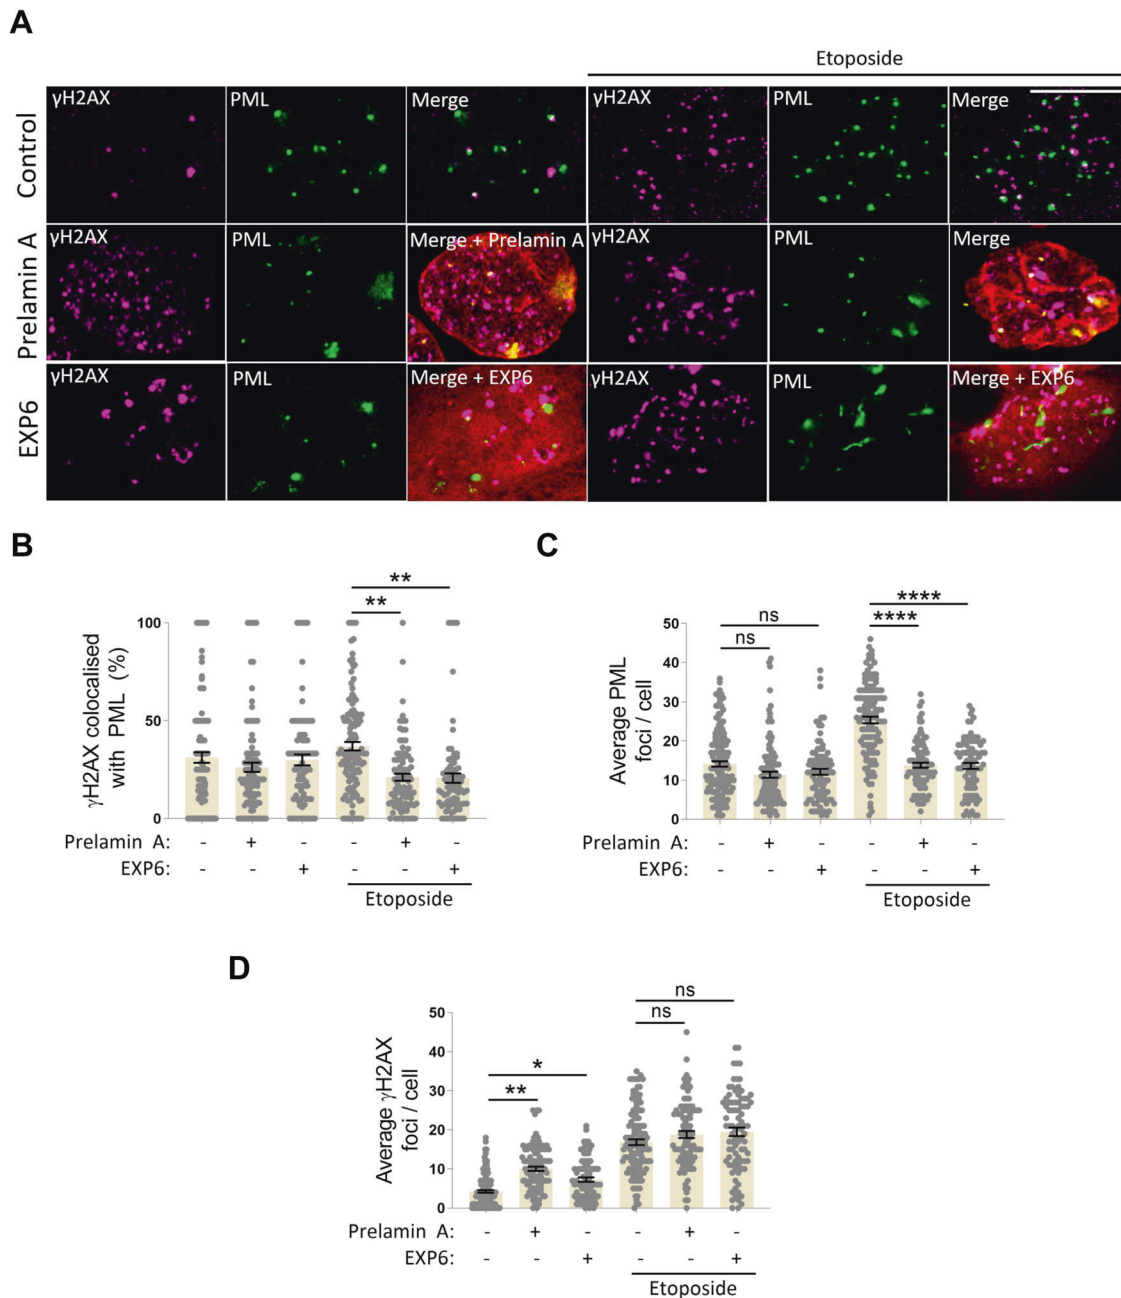 A
Etoposide
Control
γH2AX
PML
Merge
γH2AX
PML
Merge
Prelamin A
γH2AX
PML
Merge + Prelamin A
γH2AX
PML
Merge
EXP6
γH2AX
PML
Merge + EXP6
γH2AX
PML
Merge + EXP6
B
γH2AX colocalised
with PML (%)
100
50
0
**
**
Prelamin A: - + - - + -
EXP6: - - + - - +
Etoposide
C
Average PML
foci / cell
50
40
30
20
10
0
ns
ns
****
****
- + - - + -
- - + - - +
Etoposide
D
Average γH2AX
foci / cell
50
40
30
20
10
0
*
**
ns
ns
Prelamin A: - + - - + -
EXP6: - - + - - +
Etoposide